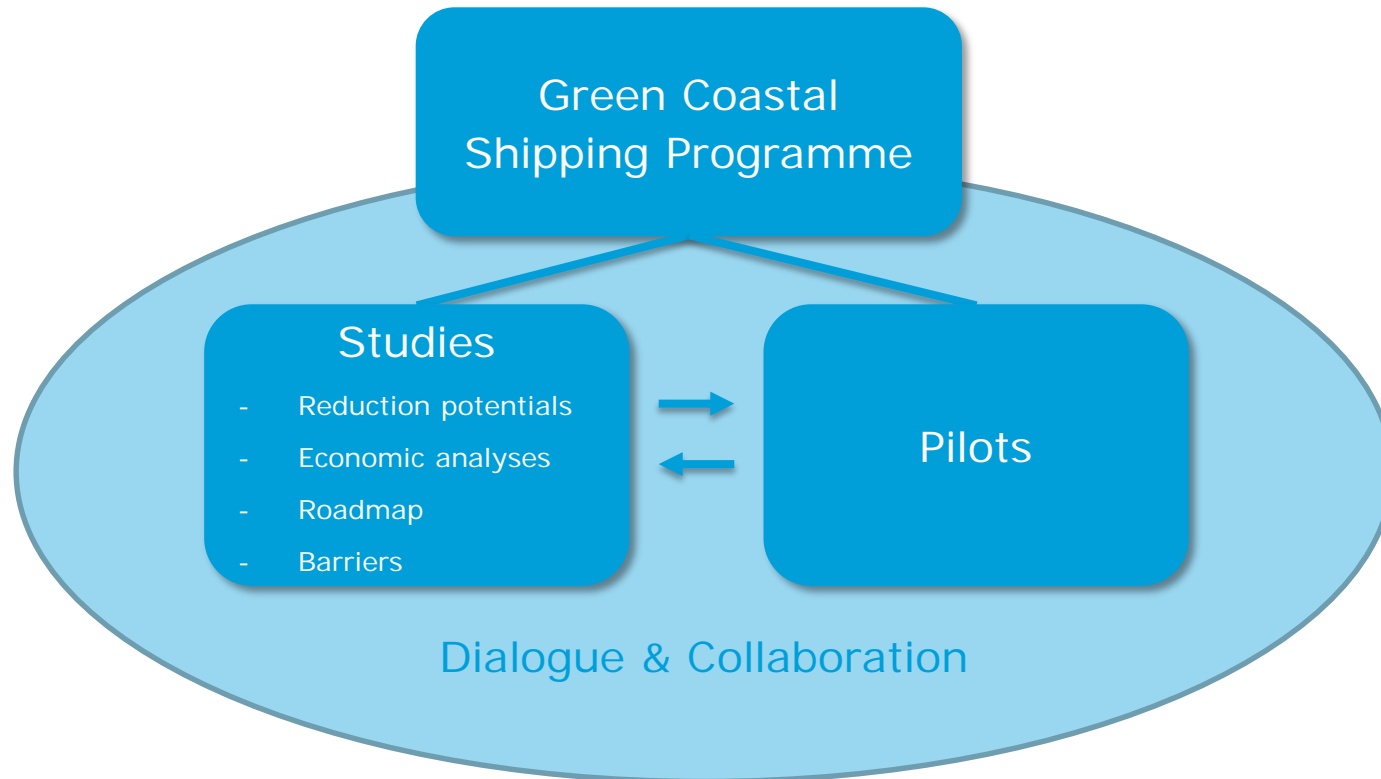 Green Coastal
Shipping Programme
Studies
- Reduction potentials
- Economic analyses
- Roadmap
- Barriers
Pilots
Dialogue & Collaboration